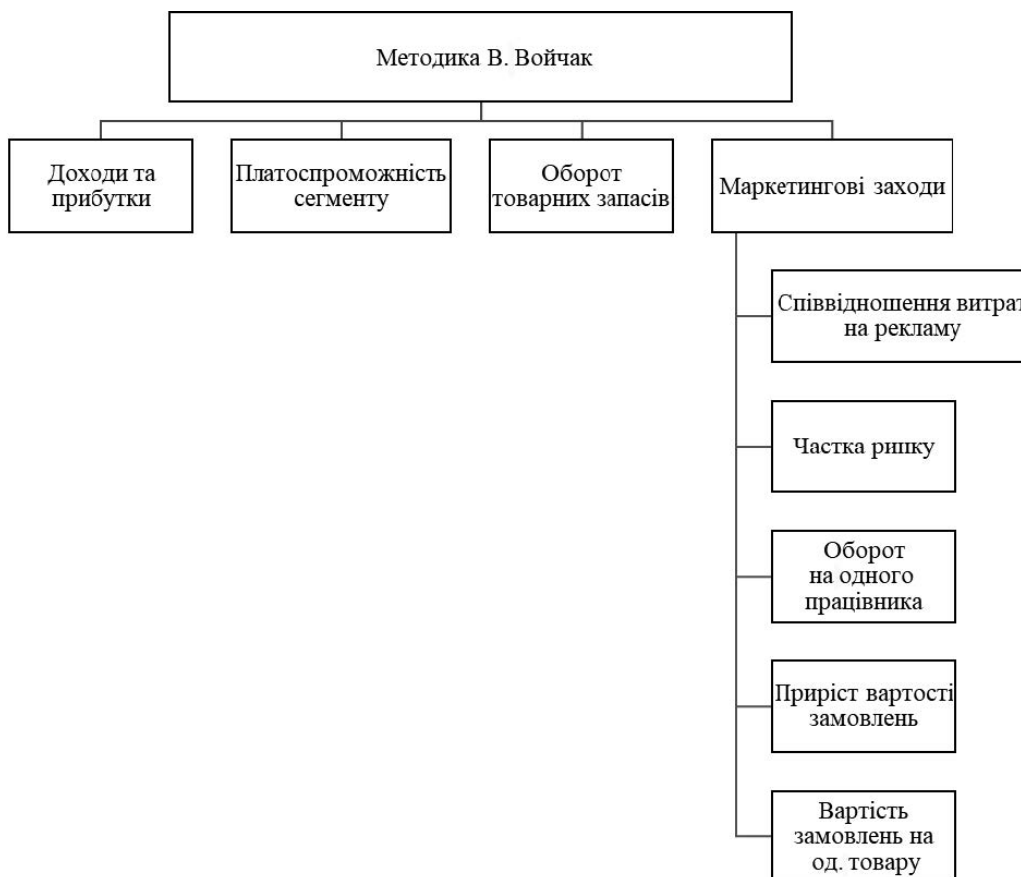 Методика В. Войчак
Доходи та
прибутки
Платоспроможність
сегменту
Оборот
товарних запасів
Маркетингові заходи
Співвідношення витрат
на рекламу
Частка рипку
Оборот
на одного
працівника
Приріст вартості
замовлень
Вартість
замовлень на
од. товару